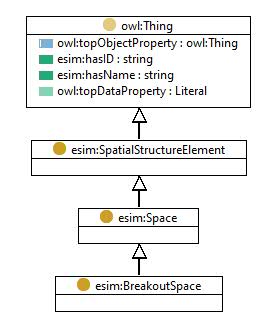 owl:Thing
owl:topObjectProperty : owl:Thing
esim:hasID : string
esim:hasName : string
owl:topDataProperty : Literal
esim:SpatialStructureElement
esim:Space
esim:BreakoutSpace